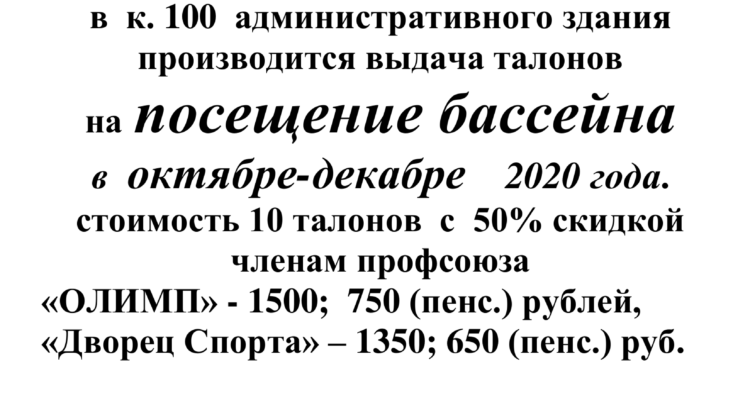 в к. 100 административного здания
производится выдача талонов
на посещение бассейна
в октябре-декабре 2020 года.
стоимость 10 талонов с 50% скидкой
членам профсоюза
«ОЛИМП» - 1500; 750 (пенс.) рублей,
«Дворец Спорта» – 1350; 650 (пенс.) руб.